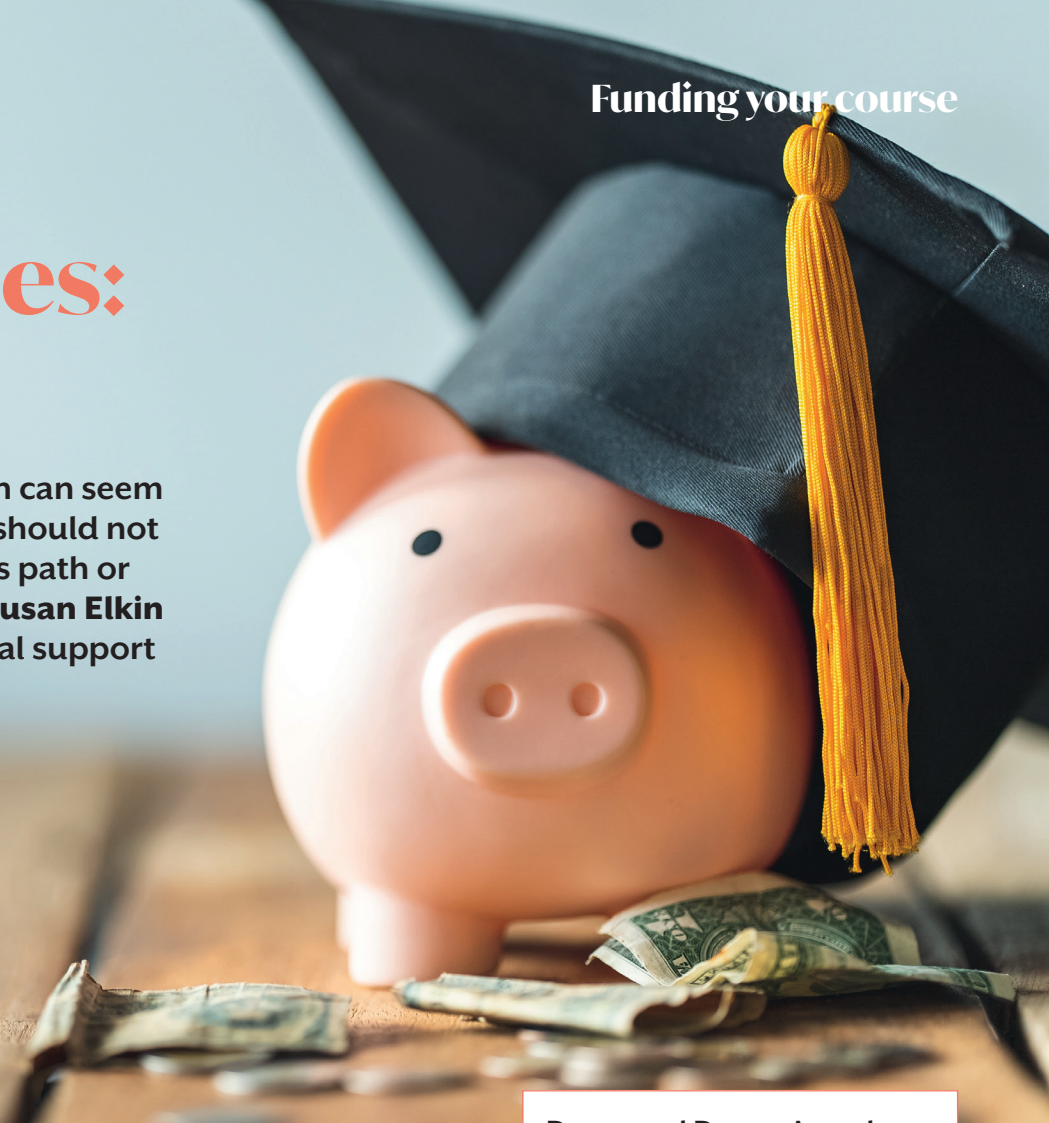 Funding your course
es:
n can seem
should not
s path or
usan Elkin
al support